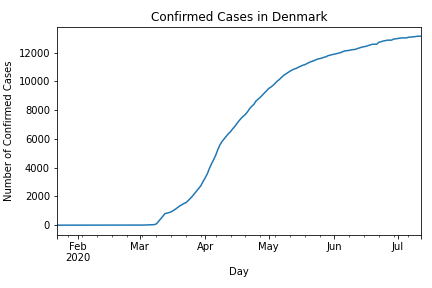 Confirmed Cases in Denmark
Number of Confirmed Cases
12000
10000
8000
6000
4000
2000
0
Feb Mar Apr May Jun Jul
2020
Day